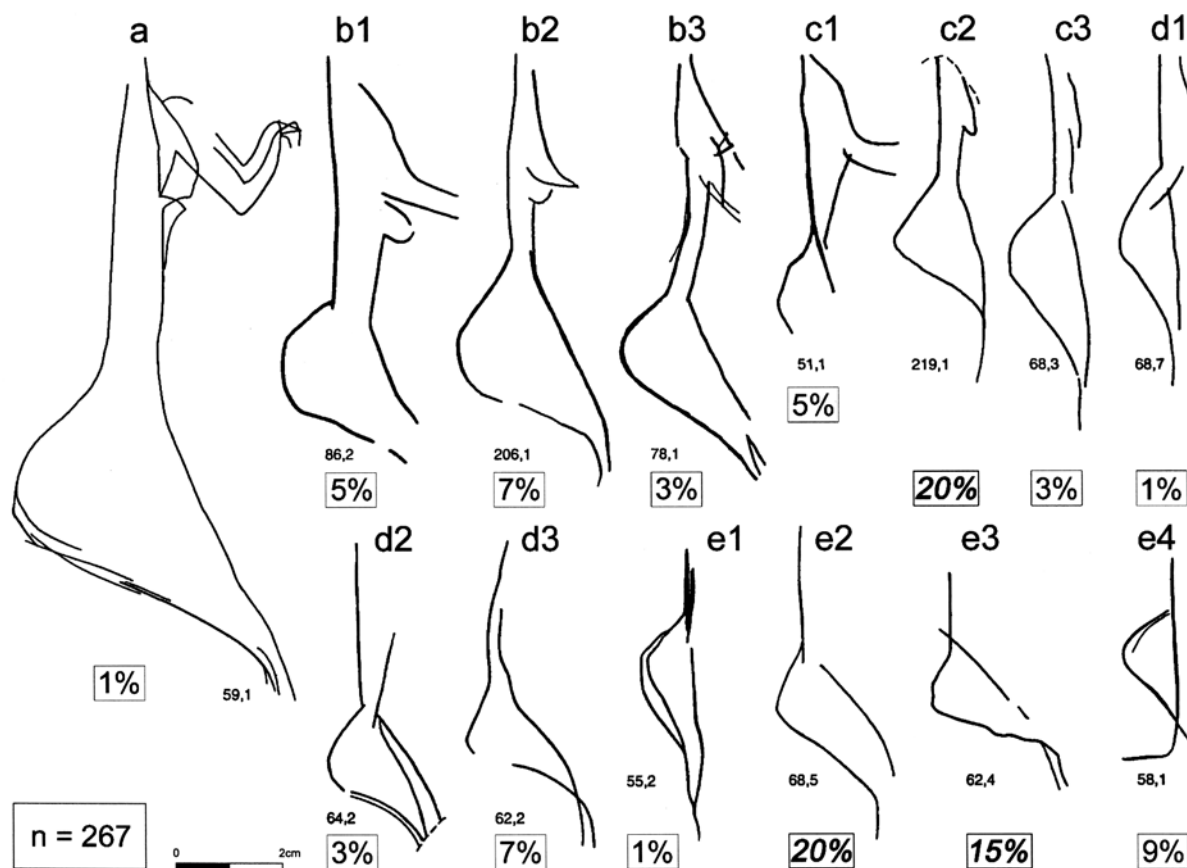 a b1 b2 b3 c1 c2 c3 d1
51,1 219,1 68,3 68,7
5%
86,2 206,1 78,1
5% 7% 3% 20% 3% 1%
d2 d3 e1 e2 e3 e4
1% 59,1
55,2 68,5 62,4 58,1
64,2 62,2
n = 267
0 2cm
3% 7% 1% 20% 15% 9%